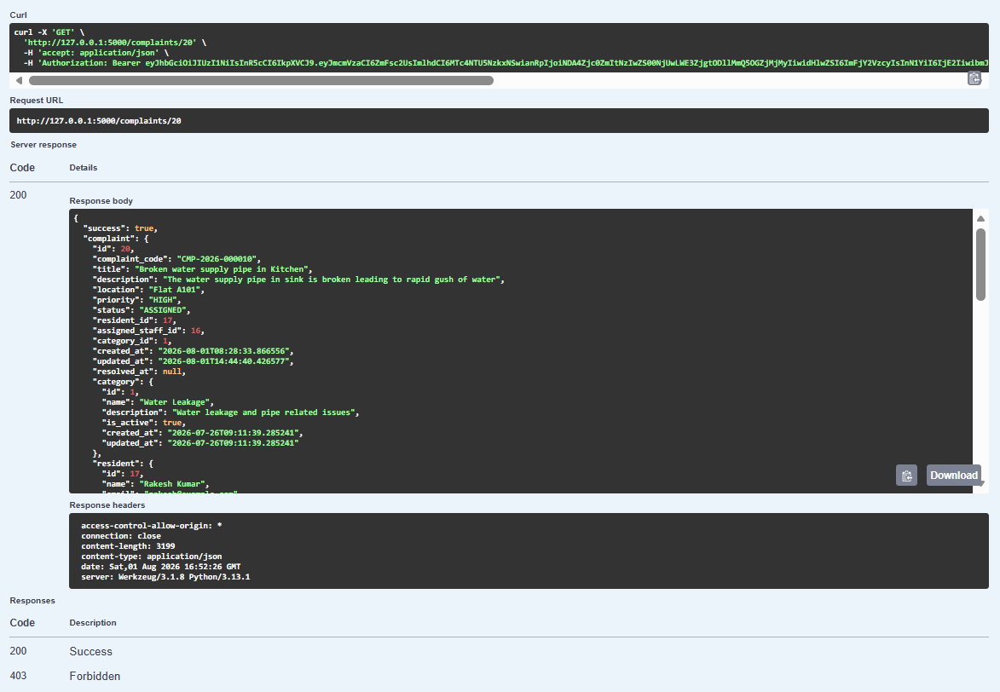 Curl
curl -X 'GET' \
'http://127.0.0.1:5000/complaints/20' \
-H 'accept: application/json' \
-H 'Authorization: Bearer
Request URL
http://127.0.0.1:5000/complaints/20
Server response
Code Details
200
Response body
{
"success": true,
"complaint": {
"id": 20,
"complaint_code": "CMP-2026-000010",
"title": "Broken water supply pipe in Kitchen",
"description": "The water supply pipe in sink is broken leading to rapid gush of water",
"location": "Flat A101",
"priority": "HIGH",
"status": "ASSIGNED",
"resident_id": 17,
"assigned_staff_id": 16,
"category_id": 1,
"created_at": "2026-08-01T08:28:33.866556",
"updated_at": "2026-08-01T14:44:40.426577",
"resolved_at": null,
"category": {
"id": 1,
"name": "Water Leakage",
"description": "Water leakage and pipe related issues",
"is_active": true,
"created_at": "2026-07-26T09:11:39.285241",
"updated_at": "2026-07-26T09:11:39.285241"
},
"resident": {
"id": 17,
"name": "Rakesh Kumar",
Download
Response headers
access-control-allow-origin: *
connection: close
content-length: 3199
content-type: application/json
date: Sat,01 Aug 2026 16:52:26 GMT
server: Werkzeug/3.1.8 Python/3.13.1
Responses
Code Description
200 Success
403 Forbidden